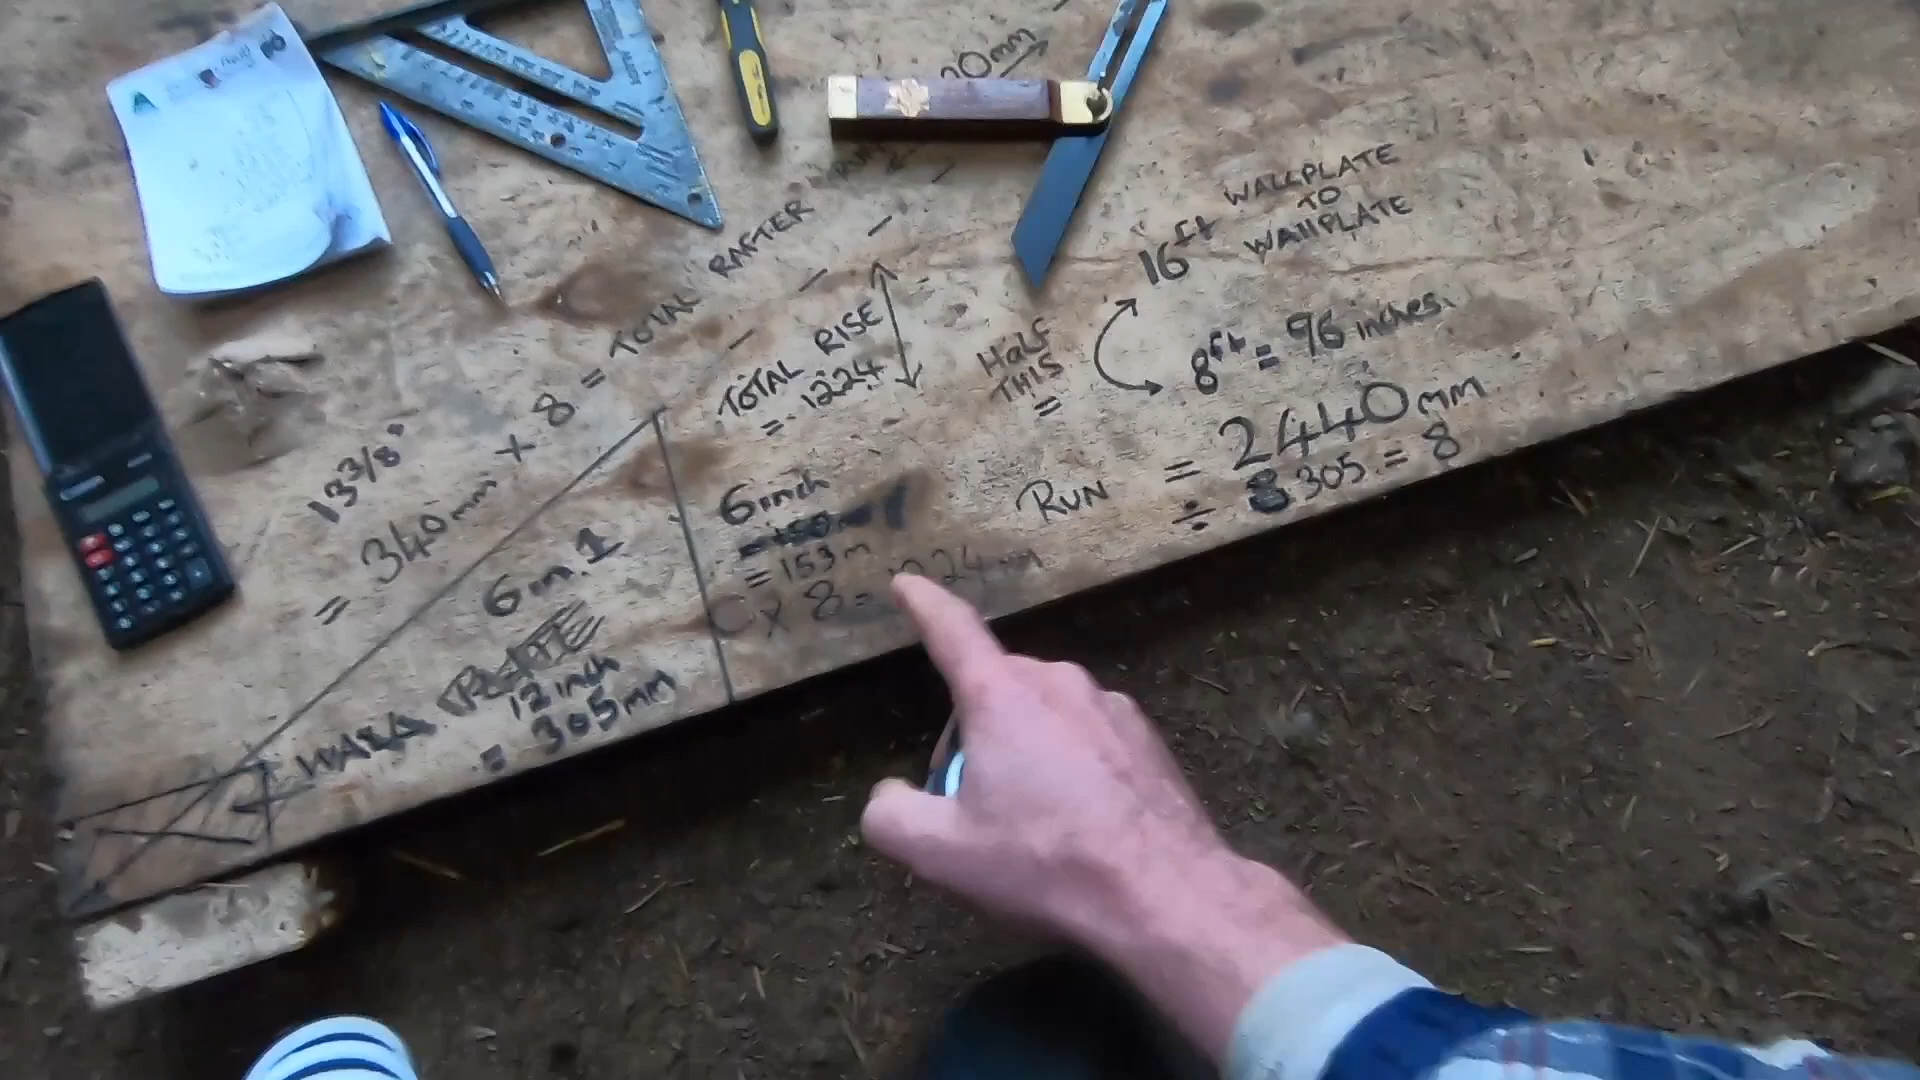 0mm
WALLPLATE
TO
WALLPLATE
16ft
TOTAL RAFTER
= 340mm x 8 =
13 3/8"
TOTAL RISE
= 1224
HALF
THIS
=
8ft = 96 inches.
RUN = 2440mm
÷ 305 = 8
6 inch
= 153m
x 8 = 1224mm
6 in 1
WALL PLATE
12 inch
= 305mm